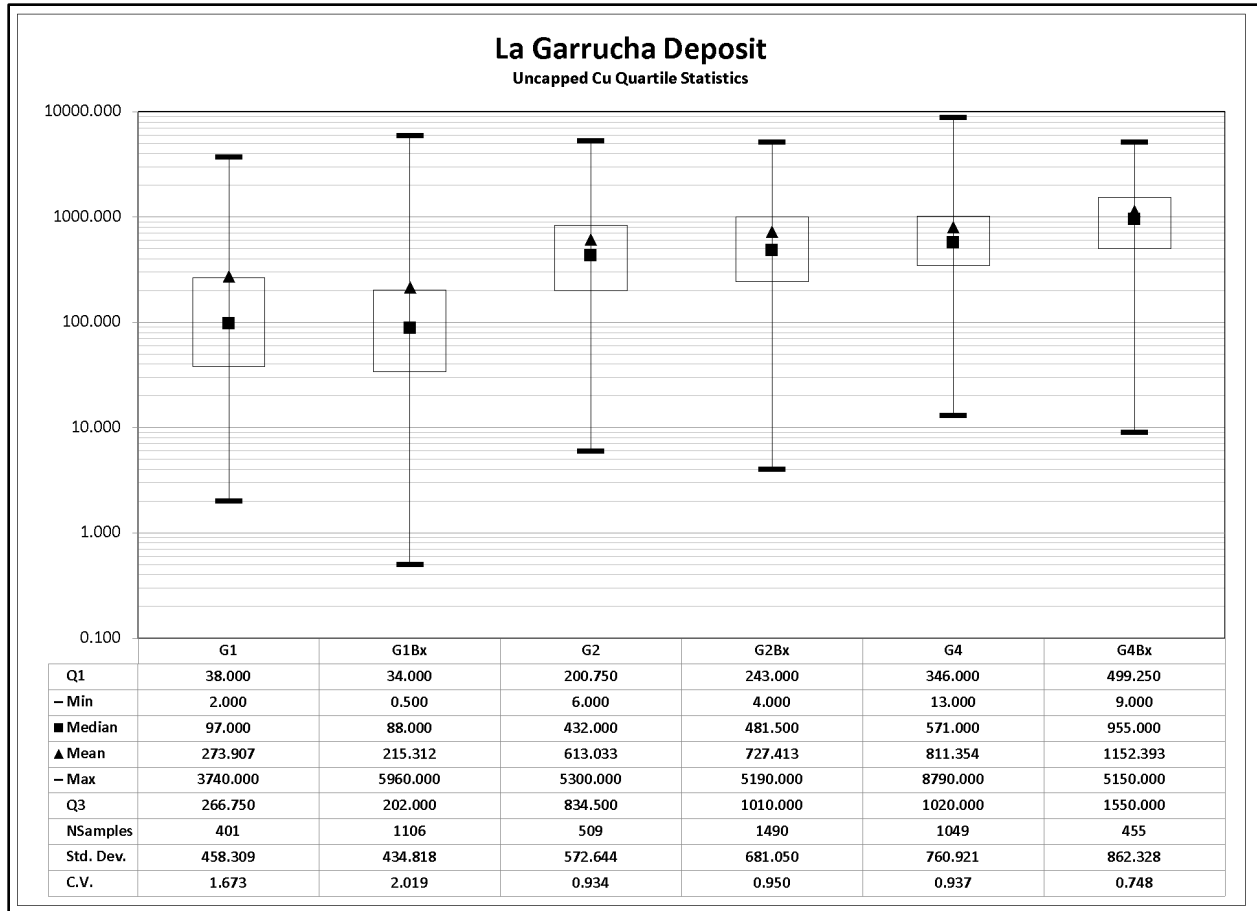 La Garrucha Deposit
Uncapped Cu Quartile Statistics
10000.000
1000.000
100.000
10.000
1.000
0.100
G1 G1Bx G2 G2Bx G4 G4Bx
Q1 38.000 34.000 200.750 243.000 346.000 499.250
– Min 2.000 0.500 6.000 4.000 13.000 9.000
■ Median 97.000 88.000 432.000 481.500 571.000 955.000
▲ Mean 273.907 215.312 613.033 727.413 811.354 1152.393
– Max 3740.000 5960.000 5300.000 5190.000 8790.000 5150.000
Q3 266.750 202.000 834.500 1010.000 1020.000 1550.000
NSamples 401 1106 509 1490 1049 455
Std. Dev. 458.309 434.818 572.644 681.050 760.921 862.328
C.V. 1.673 2.019 0.934 0.950 0.937 0.748